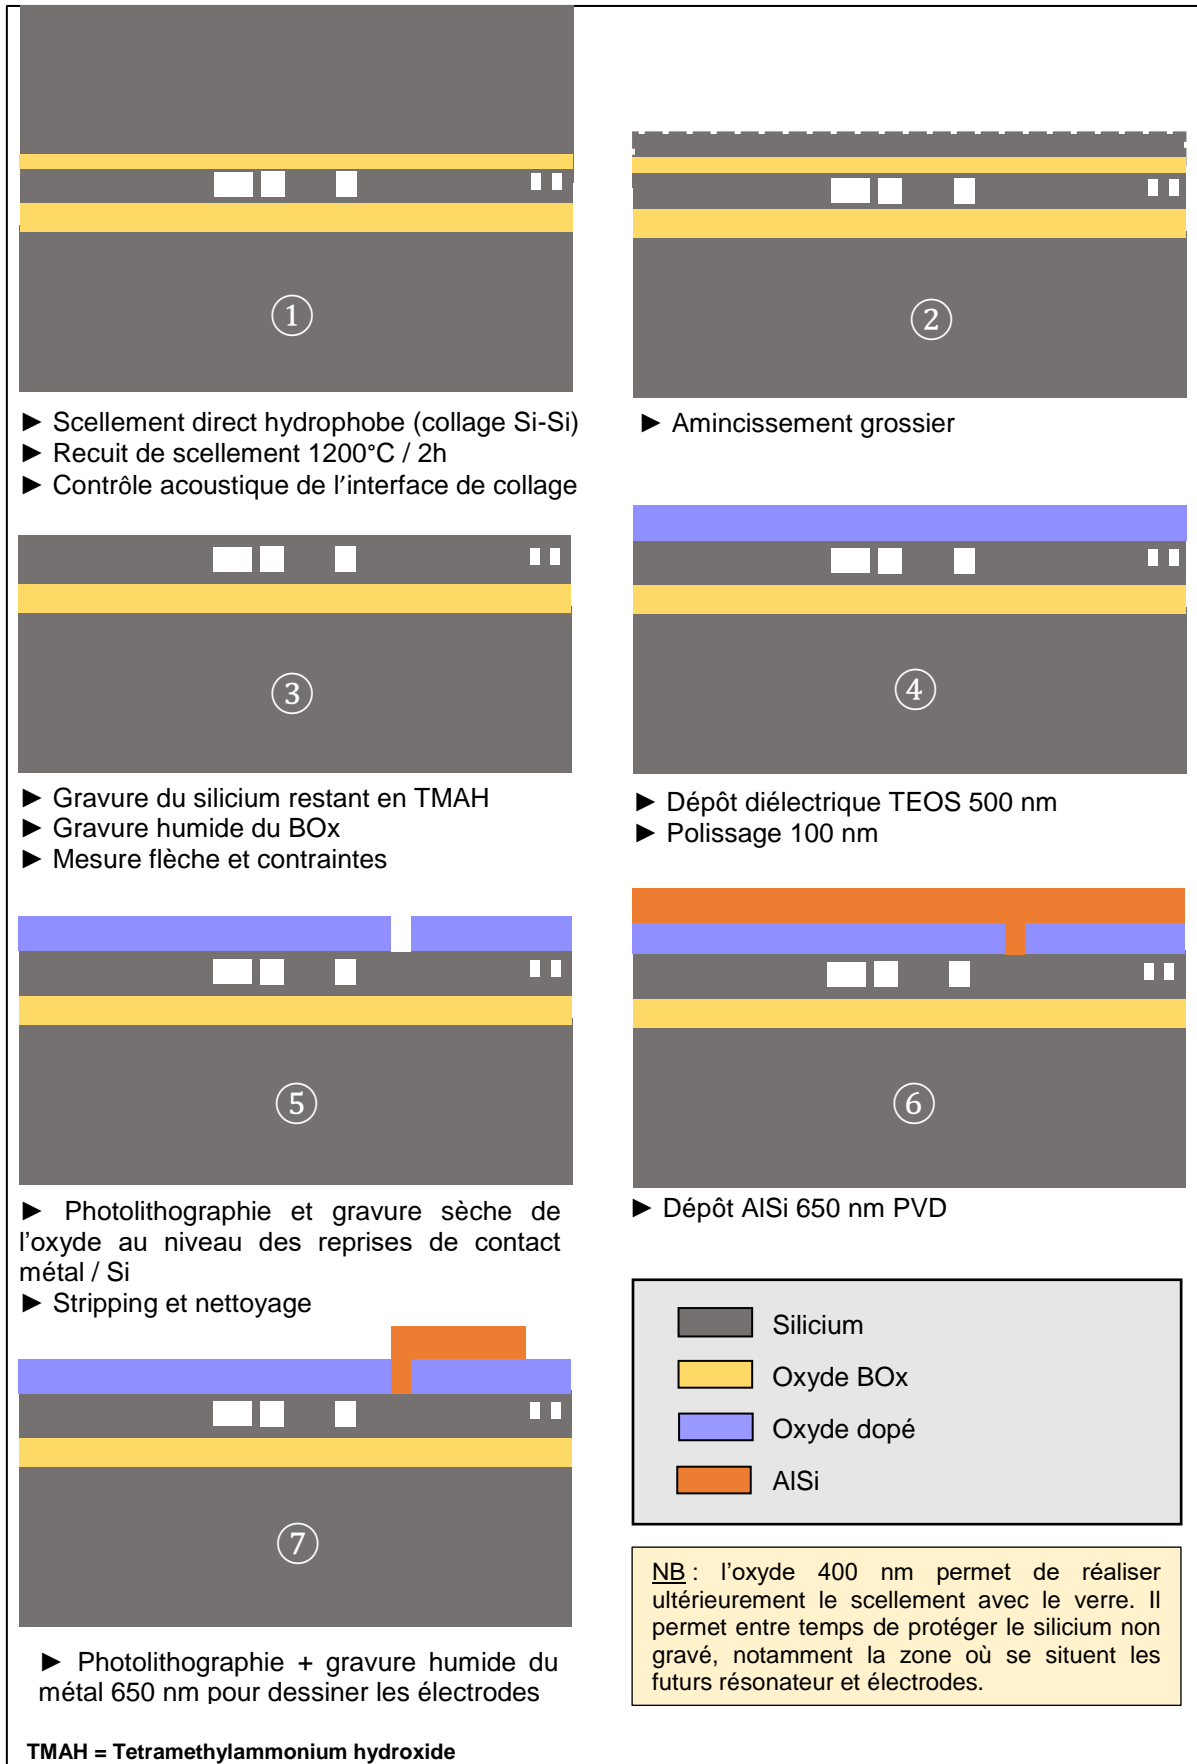 ①
► Scellement direct hydrophobe (collage Si-Si)
► Recuit de scellement 1200°C / 2h
► Contrôle acoustique de l'interface de collage
②
► Amincissement grossier
③
► Gravure du silicium restant en TMAH
► Gravure humide du BOx
► Mesure flèche et contraintes
④
► Dépôt diélectrique TEOS 500 nm
► Polissage 100 nm
⑤
► Photolithographie et gravure sèche de
l'oxyde au niveau des reprises de contact
métal / Si
► Stripping et nettoyage
⑥
► Dépôt AlSi 650 nm PVD
⑦
► Photolithographie + gravure humide du
métal 650 nm pour dessiner les électrodes
Silicium
Oxyde BOx
Oxyde dopé
AlSi
NB : l'oxyde 400 nm permet de réaliser
ultérieurement le scellement avec le verre. Il
permet entre temps de protéger le silicium non
gravé, notamment la zone où se situent les
futurs résonateur et électrodes.
TMAH = Tetramethylammonium hydroxide